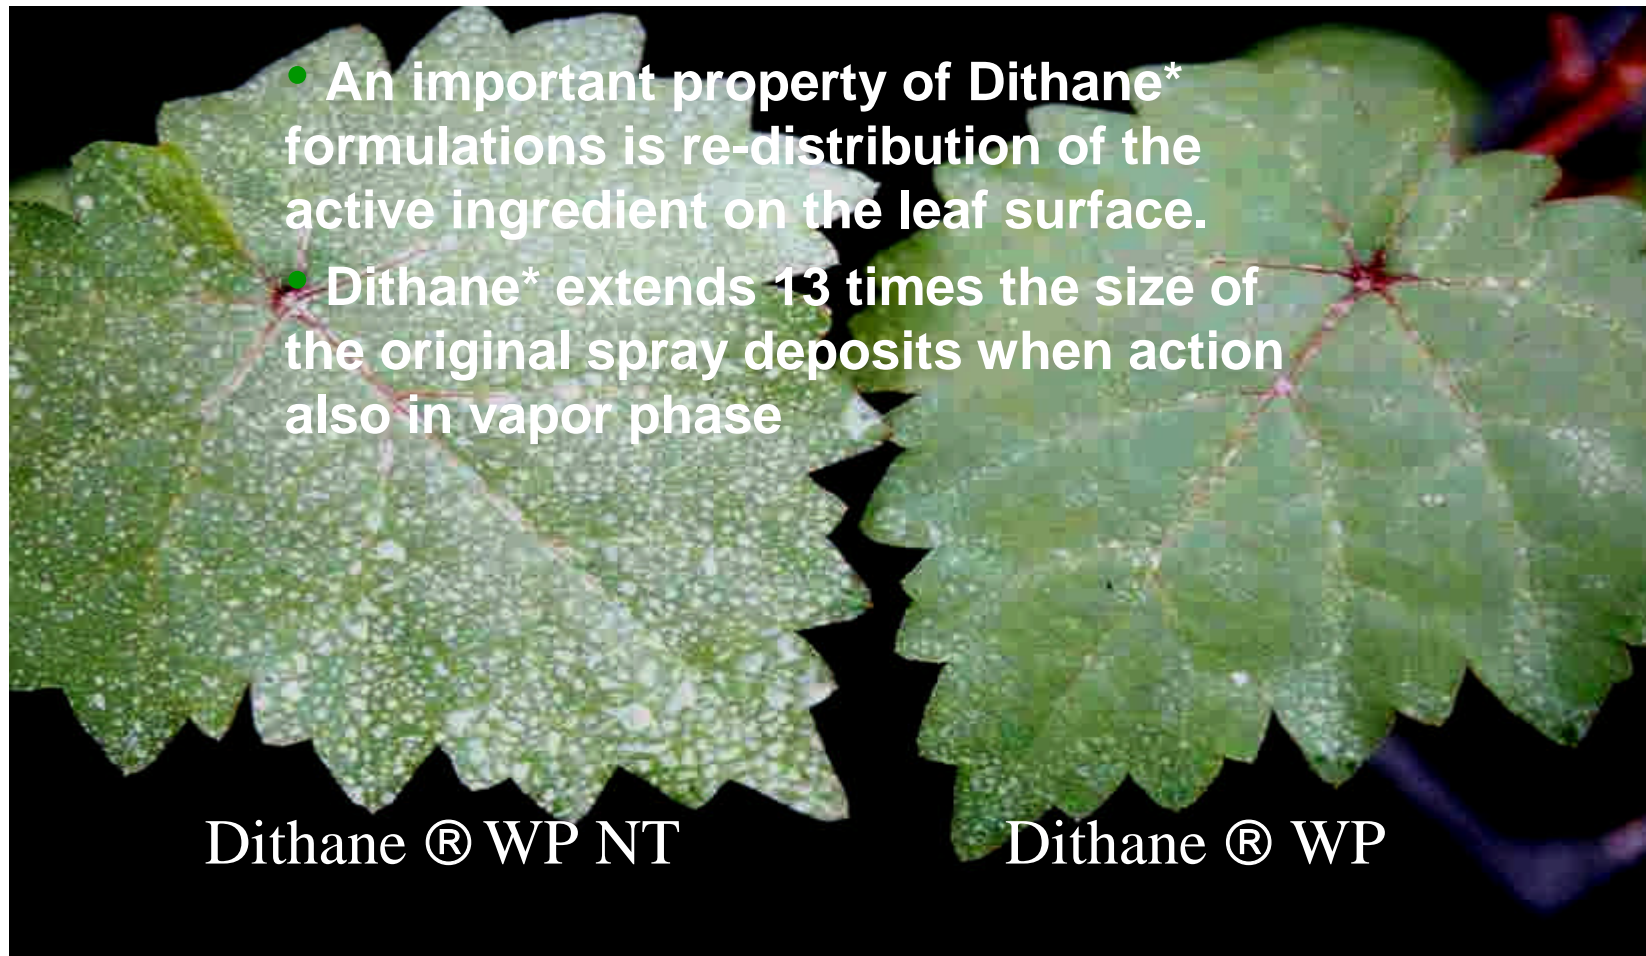 • An important property of Dithane*
formulations is re-distribution of the
active ingredient on the leaf surface.
• Dithane* extends 13 times the size of
the original spray deposits when action
also in vapor phase
Dithane ® WP NT
Dithane ® WP